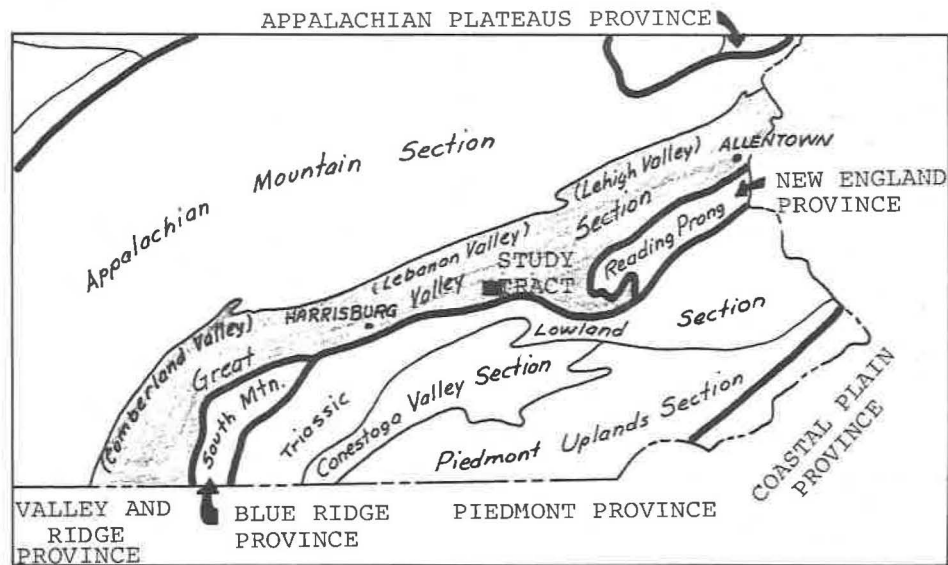 APPALACHIAN PLATEAUS PROVINCE
Appalachian Mountain Section
(Lehigh Valley)
ALLENTOWN
Section
NEW ENGLAND
PROVINCE
Reading Prong
(Lebanon Valley)
STUDY
TRACT
Valley
HARRISBURG
Lowland Section
(Cumberland Valley)
Great
South Mtn.
Triassic
Conestoga Valley Section
Piedmont Uplands Section
COASTAL PLAIN
PROVINCE
VALLEY AND
RIDGE
PROVINCE
BLUE RIDGE
PROVINCE
PIEDMONT PROVINCE